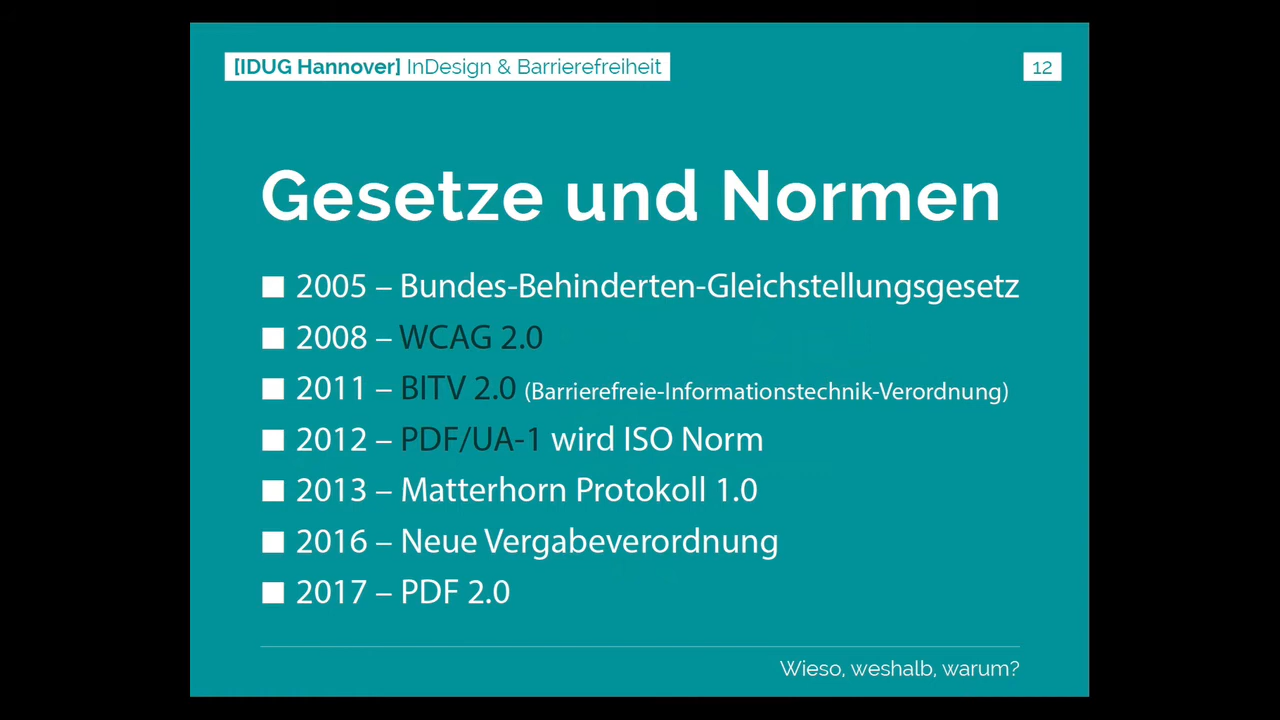 [IDUG Hannover] InDesign & Barrierefreiheit
12
Gesetze und Normen
■ 2005 – Bundes-Behinderten-Gleichstellungsgesetz
■ 2008 – WCAG 2.0
■ 2011 – BITV 2.0 (Barrierefreie-Informationstechnik-Verordnung)
■ 2012 – PDF/UA-1 wird ISO Norm
■ 2013 – Matterhorn Protokoll 1.0
■ 2016 – Neue Vergabeverordnung
■ 2017 – PDF 2.0
Wieso, weshalb, warum?